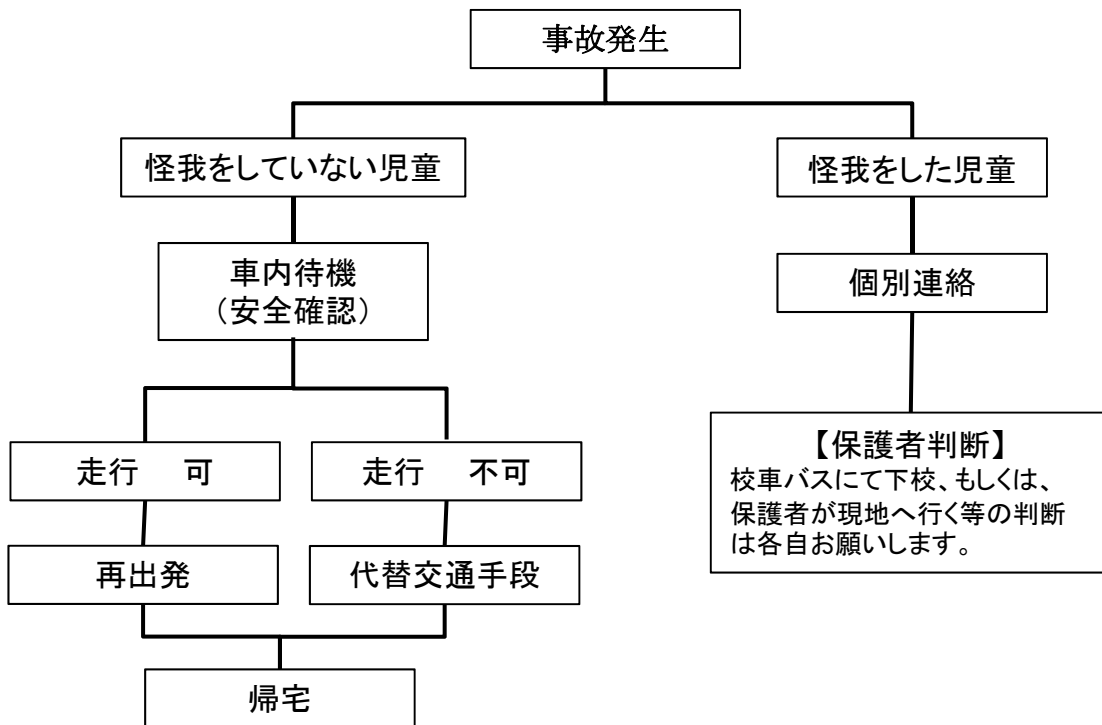 事故発生
怪我をしていない児童
怪我をした児童
車内待機
（安全確認）
個別連絡
走行　可
走行　不可
【保護者判断】
校車バスにて下校、もしくは、
保護者が現地へ行く等の判断
は各自お願いします。
再出発
代替交通手段
帰宅